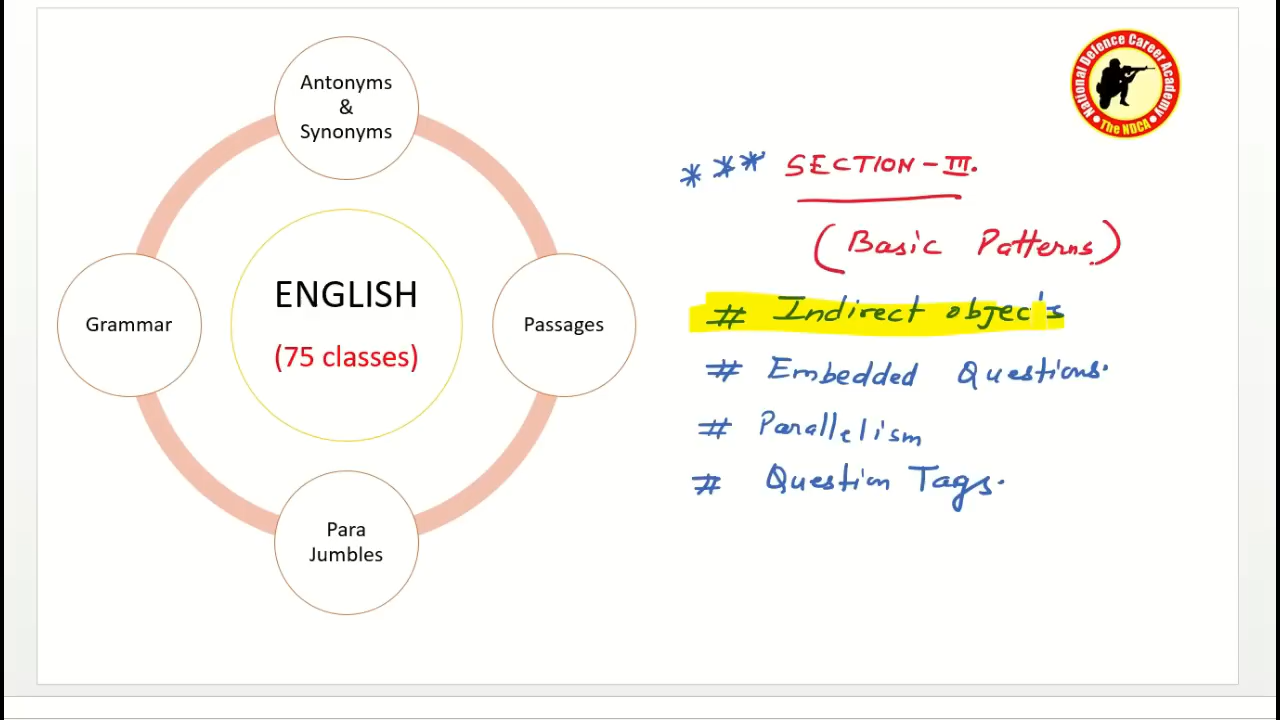 Antonyms
&
Synonyms
Grammar
ENGLISH
(75 classes)
Passages
Para
Jumbles
National Defence Career Academy
The NDCA
*** SECTION-III.
(Basic Patterns)
# Indirect objects
# Embedded Questions.
# Parallelism
# Question Tags.